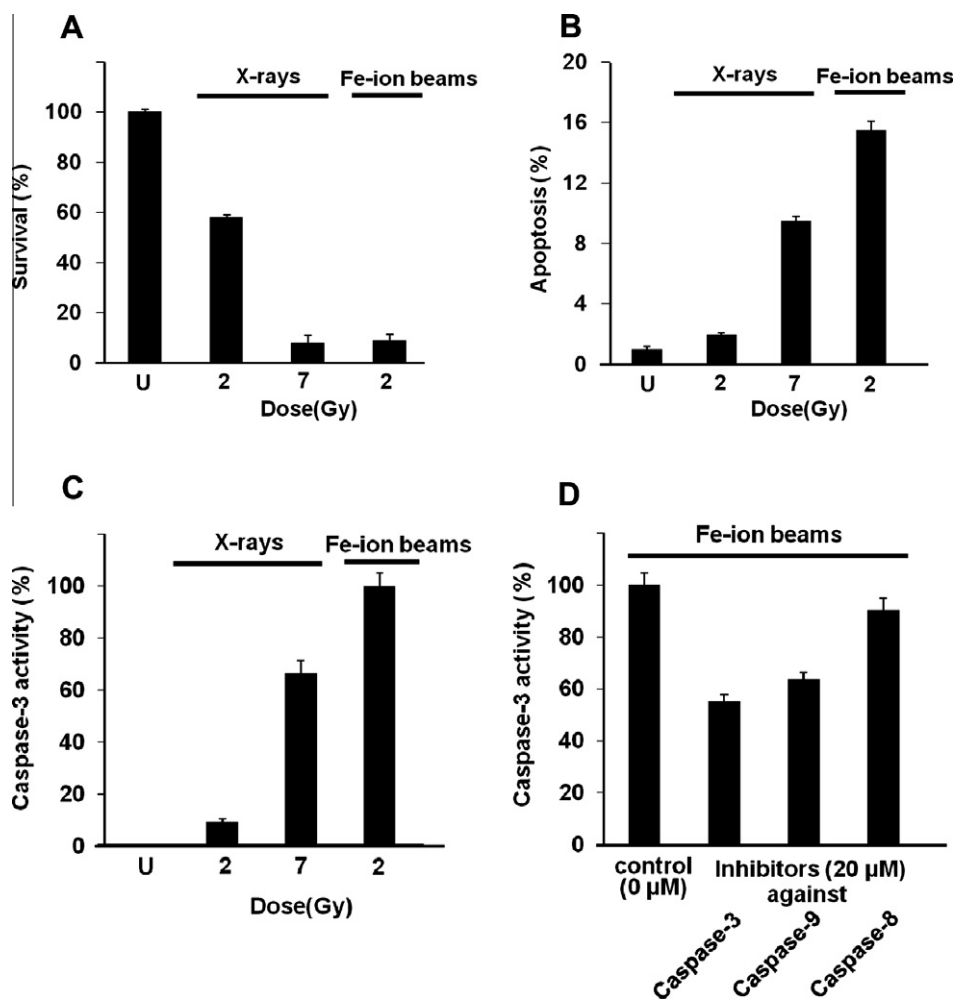 A
X-rays
Fe-ion beams
Survival (%)
100
80
60
40
20
0
U 2 7 2
Dose(Gy)
B
X-rays
Fe-ion beams
Apoptosis (%)
20
16
12
8
4
0
U 2 7 2
Dose(Gy)
C
X-rays
Fe-ion beams
Caspase-3 activity (%)
100
80
60
40
20
0
U 2 7 2
Dose(Gy)
D
Fe-ion beams
Caspase-3 activity (%)
100
80
60
40
20
0
control
(0 µM)
Inhibitors (20 µM)
against
Caspase-3
Caspase-9
Caspase-8